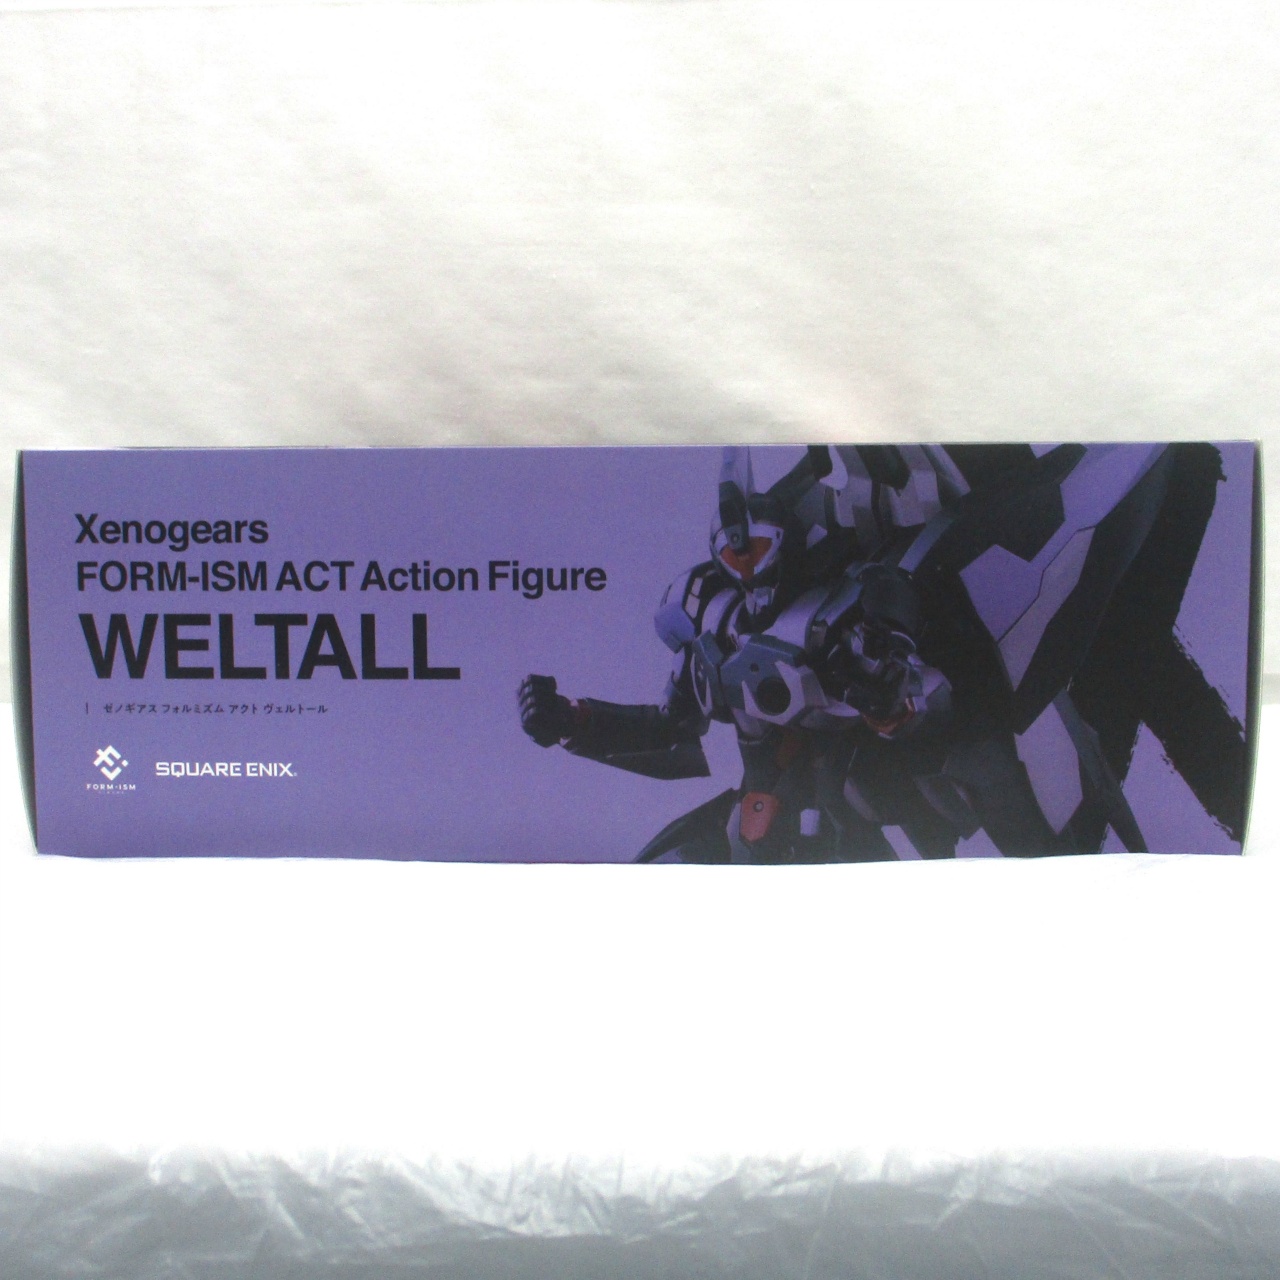 Xenogears
FORM-ISM ACT Action Figure
WELTALL
ゼノギアス フォルミズム アクト ヴェルトール
FORM-ISM
SQUARE ENIX®